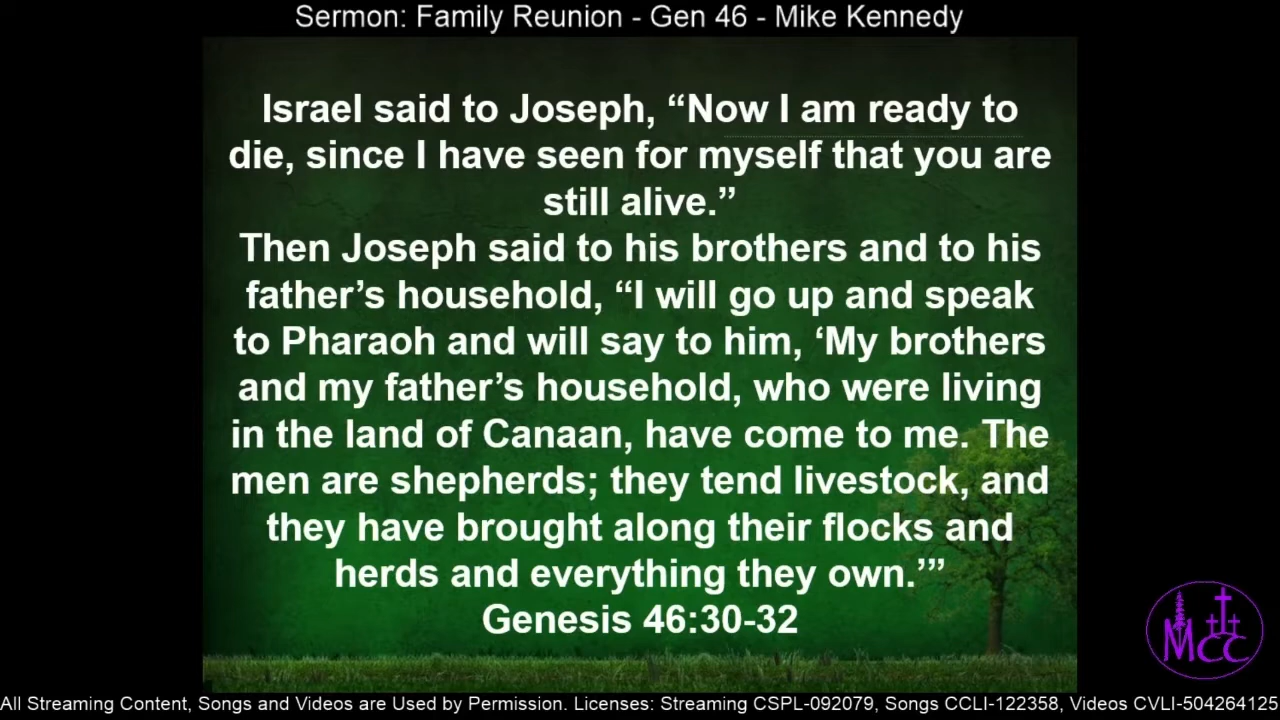 Sermon: Family Reunion - Gen 46 - Mike Kennedy
Israel said to Joseph, “Now I am ready to
die, since I have seen for myself that you are
still alive.”
Then Joseph said to his brothers and to his
father’s household, “I will go up and speak
to Pharaoh and will say to him, ‘My brothers
and my father’s household, who were living
in the land of Canaan, have come to me. The
men are shepherds; they tend livestock, and
they have brought along their flocks and
herds and everything they own.’”
Genesis 46:30-32
MCC
All Streaming Content, Songs and Videos are Used by Permission. Licenses: Streaming CSPL-092079, Songs CCLI-122358, Videos CVLI-504264125